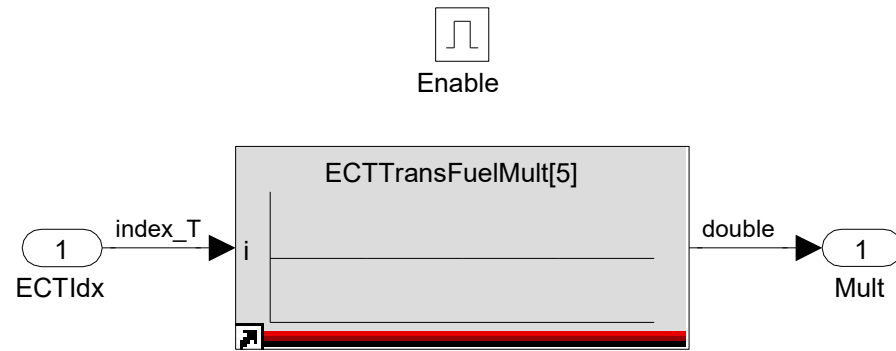 Enable
ECTTransFuelMult[5]
index_T
double
1
i
1
ECTIdx
Mult